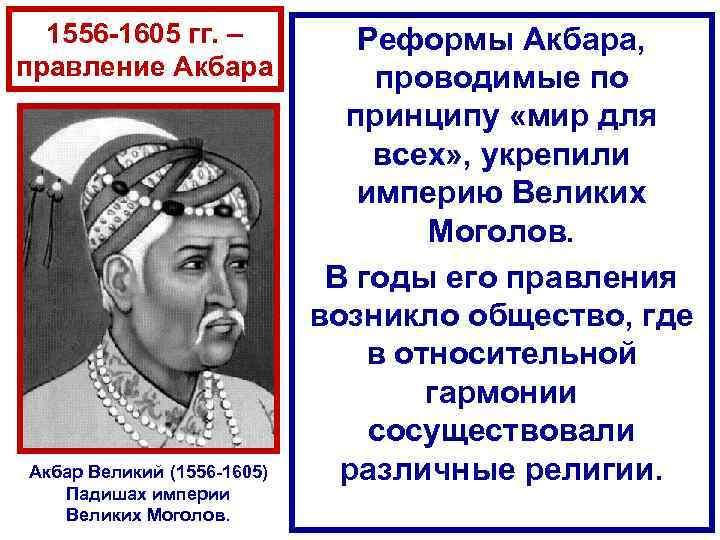 1556-1605 гг. –
правление Акбара
Акбар Великий (1556-1605)
Падишах империи
Великих Моголов.
Реформы Акбара,
проводимые по
принципу «мир для
всех», укрепили
империю Великих
Моголов.
В годы его правления
возникло общество, где
в относительной
гармонии
сосуществовали
различные религии.